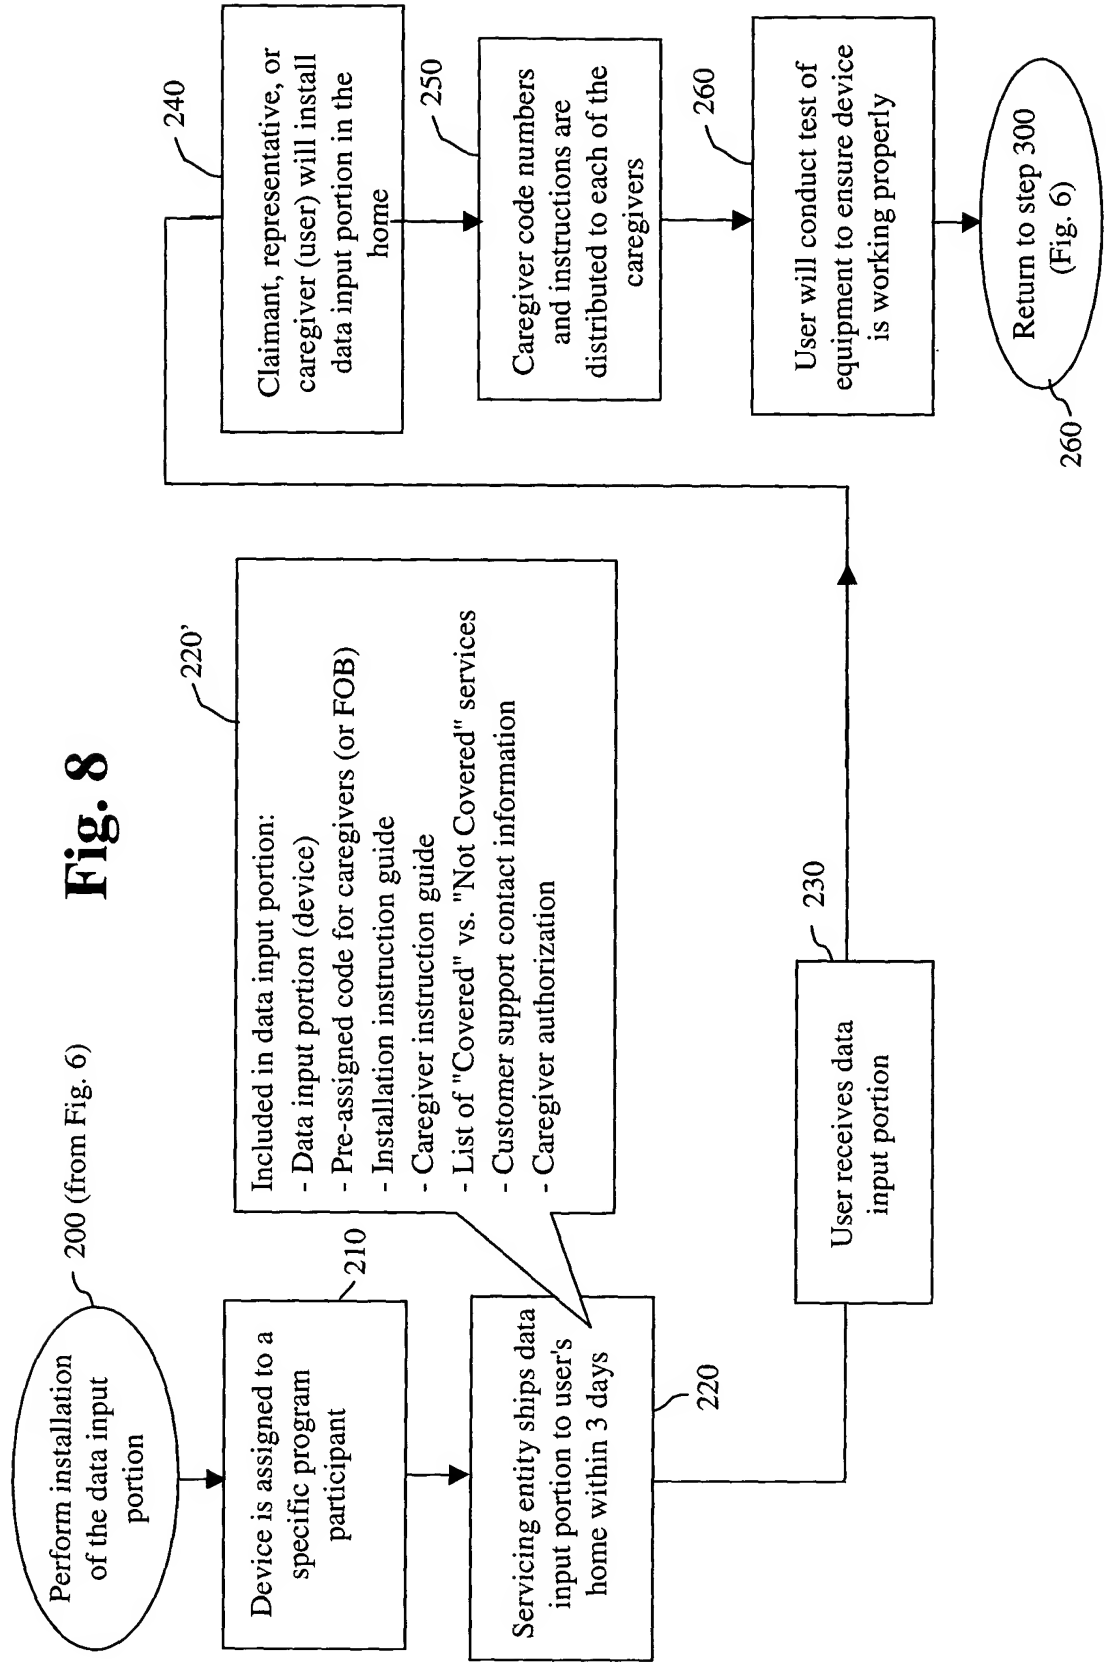 Fig. 8
200 (from Fig. 6)
Perform installation
of the data input
portion
210
Device is assigned to a
specific program
participant
Servicing entity ships data
input portion to user's
home within 3 days
220
220'
Included in data input portion:
- Data input portion (device)
- Pre-assigned code for caregivers (or FOB)
- Installation instruction guide
- Caregiver instruction guide
- List of "Covered" vs. "Not Covered" services
- Customer support contact information
- Caregiver authorization
230
User receives data
input portion
240
Claimant, representative, or
caregiver (user) will install
data input portion in the
home
250
Caregiver code numbers
and instructions are
distributed to each of the
caregivers
260
User will conduct test of
equipment to ensure device
is working properly
Return to step 300
(Fig. 6)
260